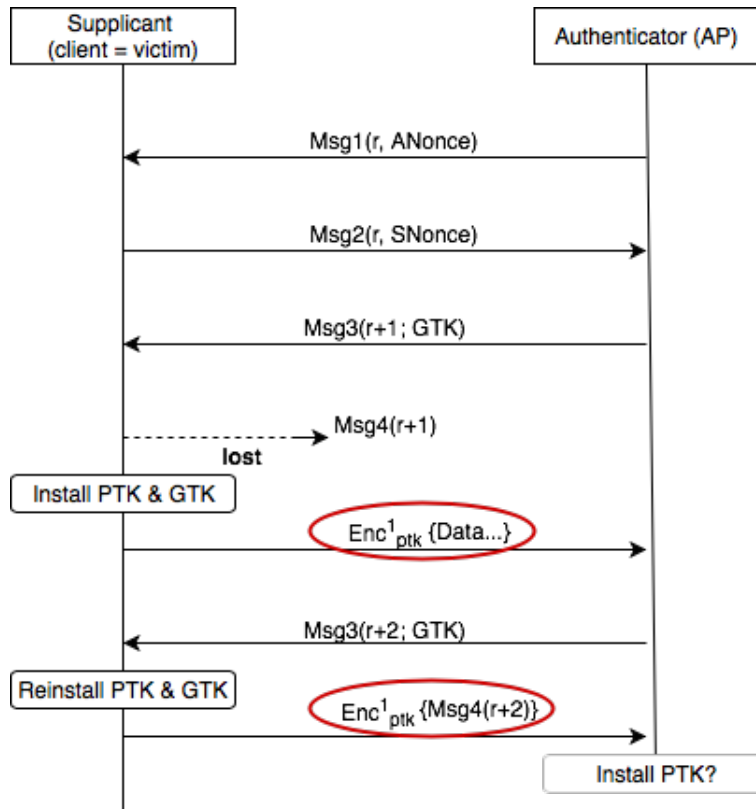 Supplicant
(client = victim)
Authenticator (AP)
Msg1(r, ANonce)
Msg2(r, SNonce)
Msg3(r+1; GTK)
Msg4(r+1)
lost
Install PTK & GTK
Enc¹ₚₜₖ {Data...}
Msg3(r+2; GTK)
Reinstall PTK & GTK
Enc¹ₚₜₖ {Msg4(r+2)}
Install PTK?